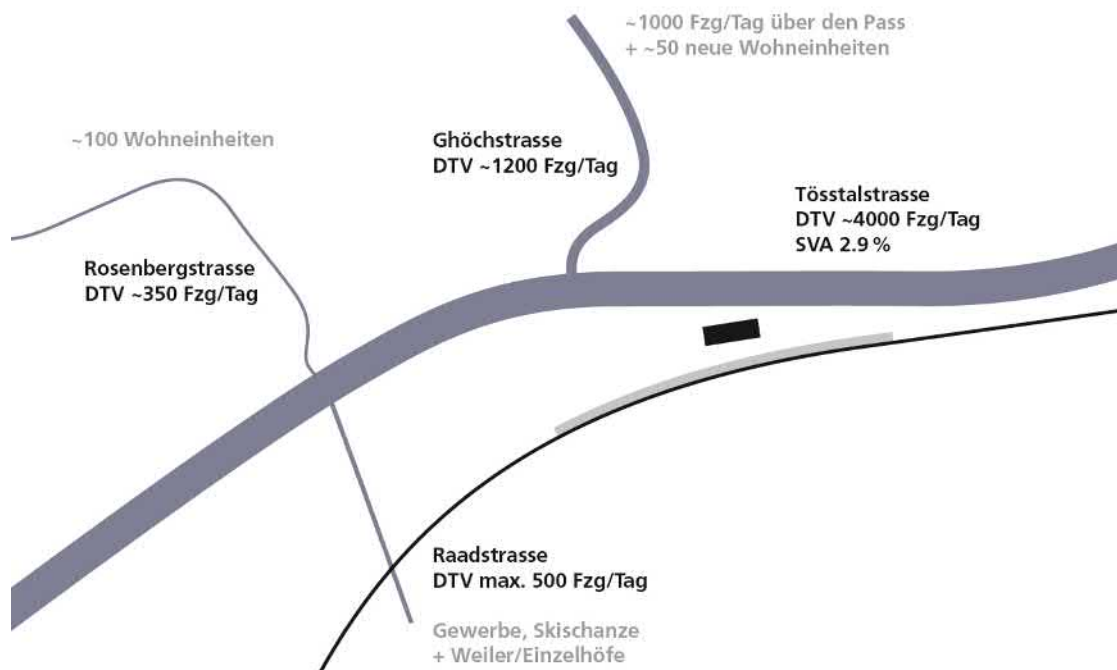 ~1000 Fzg/Tag über den Pass
+ ~50 neue Wohneinheiten
~100 Wohneinheiten
Ghöchstrasse
DTV ~1200 Fzg/Tag
Tösstalstrasse
DTV ~4000 Fzg/Tag
SVA 2.9 %
Rosenbergstrasse
DTV ~350 Fzg/Tag
Raadstrasse
DTV max. 500 Fzg/Tag
Gewerbe, Skischanze
+ Weiler/Einzelhöfe